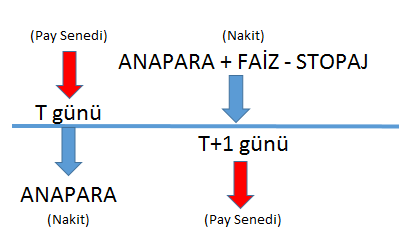 (Pay Senedi)
(Nakit)
ANAPARA + FAİZ - STOPAJ
T günü
T+1 günü
ANAPARA
(Nakit)
(Pay Senedi)